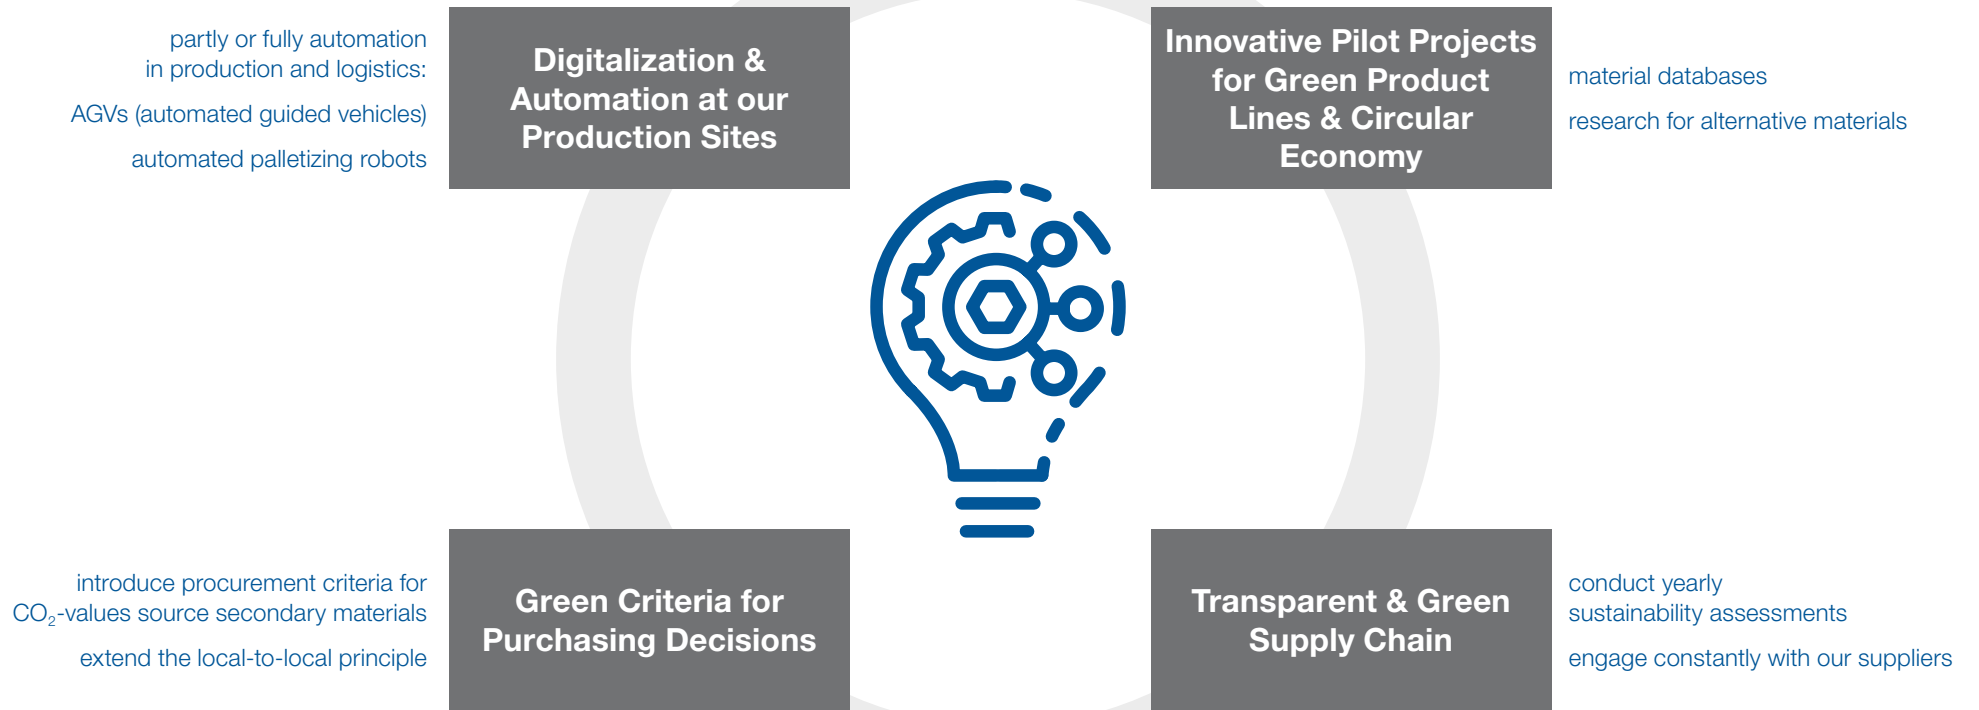 partly or fully automation
in production and logistics:
AGVs (automated guided vehicles)
automated palletizing robots
Digitalization &
Automation at our
Production Sites
Innovative Pilot Projects
for Green Product
Lines & Circular
Economy
material databases
research for alternative materials
introduce procurement criteria for
CO₂-values source secondary materials
extend the local-to-local principle
Green Criteria for
Purchasing Decisions
Transparent & Green
Supply Chain
conduct yearly
sustainability assessments
engage constantly with our suppliers